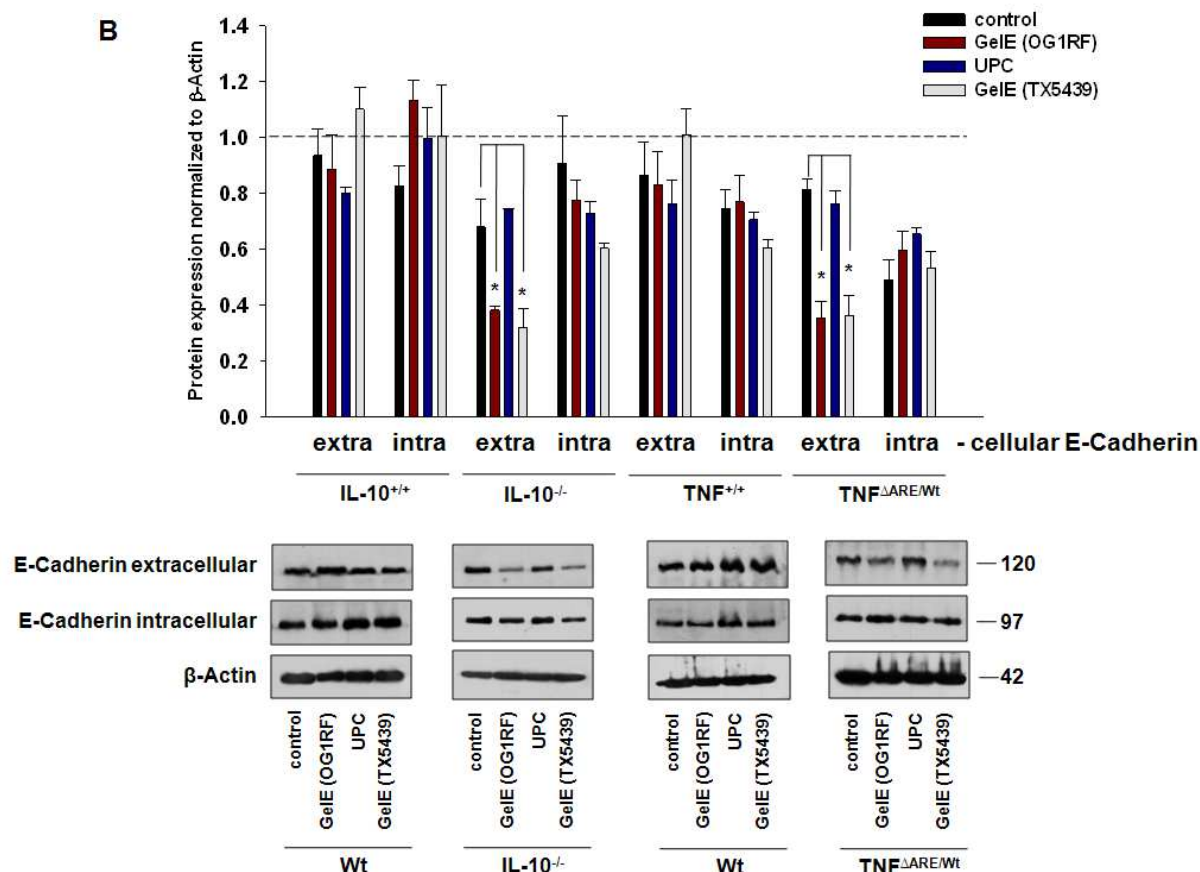 B
control
GelE (OG1RF)
UPC
GelE (TX5439)
Protein expression normalized to β-Actin
1.4
1.2
1.0
0.8
0.6
0.4
0.2
0.0
* * * *
extra intra extra intra extra intra extra intra - cellular E-Cadherin
IL-10+/+ IL-10-/- TNF+/+ TNFΔARE/Wt
E-Cadherin extracellular
120
E-Cadherin intracellular
97
β-Actin
42
control GelE (OG1RF) UPC GelE (TX5439) control GelE (OG1RF) UPC GelE (TX5439) control GelE (OG1RF) UPC GelE (TX5439) control GelE (OG1RF) UPC GelE (TX5439)
Wt IL-10-/- Wt TNFΔARE/Wt